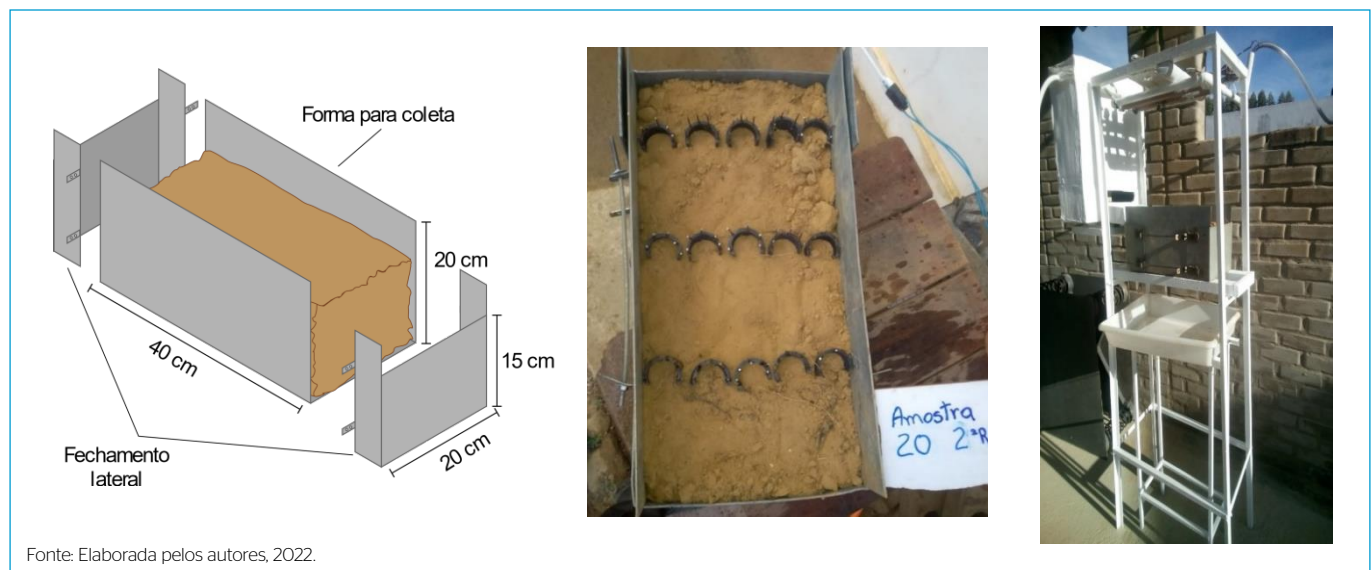 Forma para coleta
20 cm
40 cm
15 cm
20 cm
Fechamento
lateral
Amostra
20 2ªR
Fonte: Elaborada pelos autores, 2022.